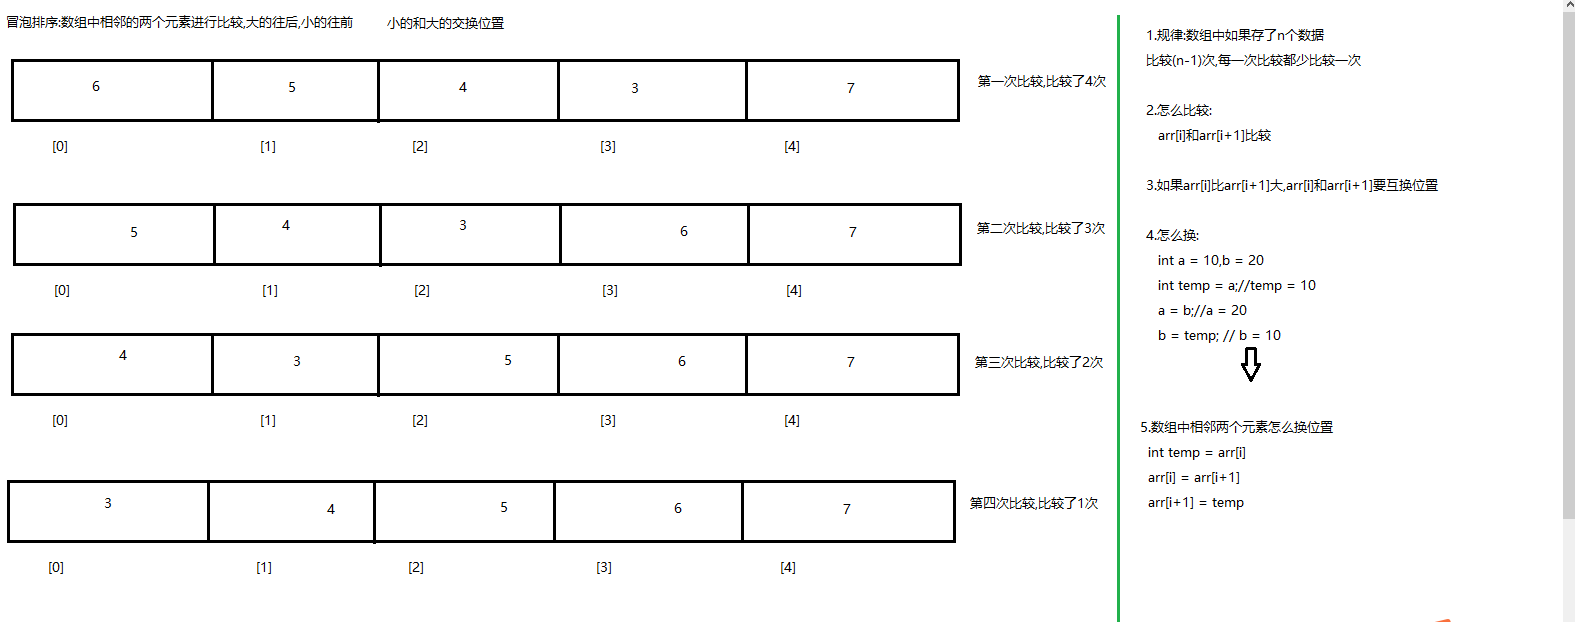 冒泡排序:数组中相邻的两个元素进行比较,大的往后,小的往前 小的和大的交换位置
6 5 4 3 7
第一次比较,比较了4次
[0] [1] [2] [3] [4]
5 4 3 6 7
第二次比较,比较了3次
[0] [1] [2] [3] [4]
4 3 5 6 7
第三次比较,比较了2次
[0] [1] [2] [3] [4]
3 4 5 6 7
第四次比较,比较了1次
[0] [1] [2] [3] [4]
1.规律:数组中如果存了n个数据
比较(n-1)次,每一次比较都少比较一次
2.怎么比较:
arr[i]和arr[i+1]比较
3.如果arr[i]比arr[i+1]大,arr[i]和arr[i+1]要互换位置
4.怎么换:
int a = 10,b = 20
int temp = a;//temp = 10
a = b;//a = 20
b = temp; // b = 10
5.数组中相邻两个元素怎么换位置
int temp = arr[i]
arr[i] = arr[i+1]
arr[i+1] = temp